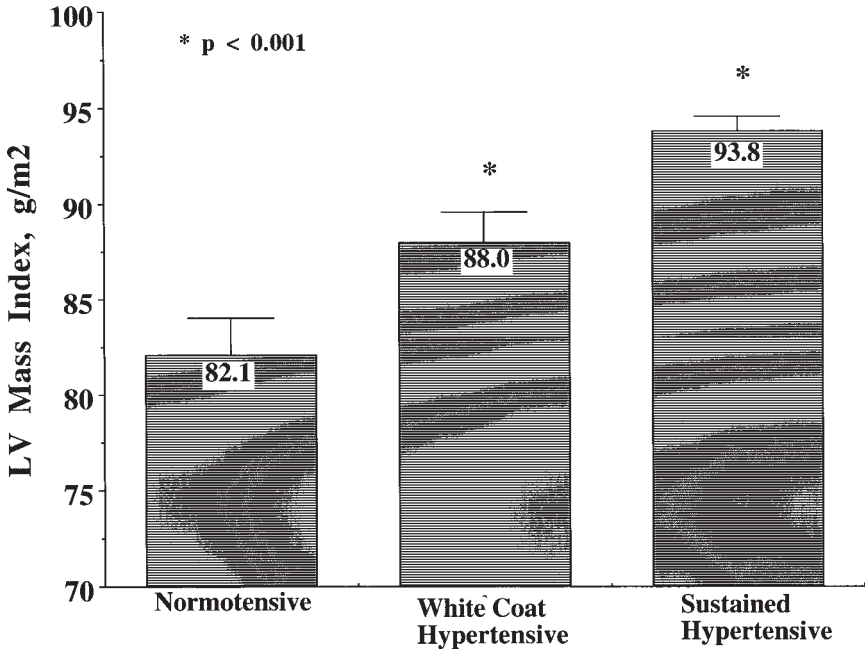 100
95
90
85
80
75
70
LV Mass Index, g/m2
* p < 0.001
*
*
82.1
88.0
93.8
Normotensive
White Coat
Hypertensive
Sustained
Hypertensive